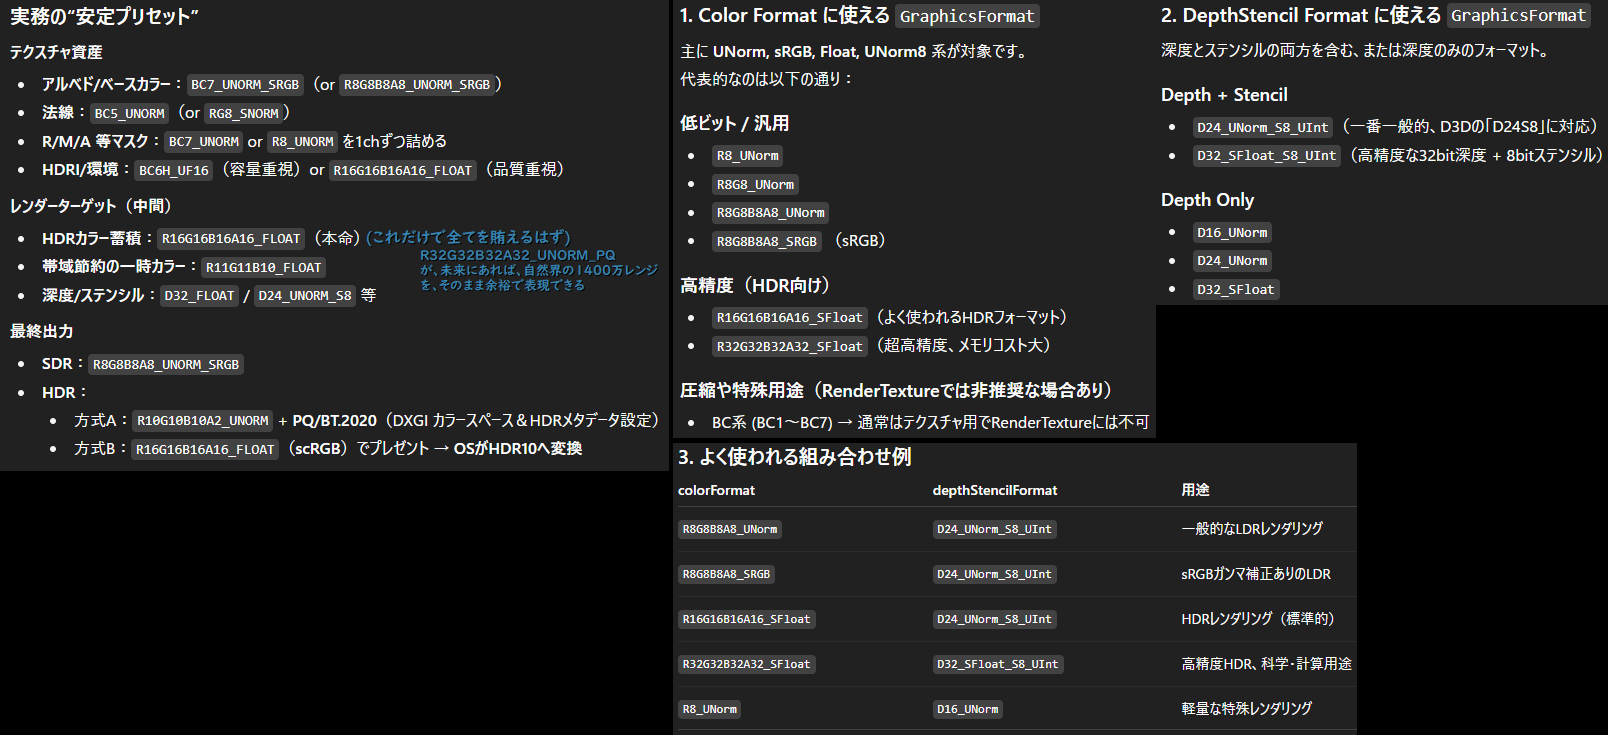 実務の“安定プリセット”
テクスチャ資産
• アルベド/ベースカラー：BC7_UNORM_SRGB（or R8G8B8A8_UNORM_SRGB）
• 法線：BC5_UNORM（or RG8_SNORM）
• R/M/A 等マスク：BC7_UNORM or R8_UNORM を1chずつ詰める
• HDRI/環境：BC6H_UF16（容量重視）or R16G16B16A16_FLOAT（品質重視）
レンダーターゲット（中間）
• HDRカラー蓄積：R16G16B16A16_FLOAT（本命）(これだけで全てを賄えるはず)
R32G32B32A32_UNORM_PQ
が、未来にあれば、自然界の1400万レンジ
を、そのまま余裕で表現できる
• 帯域節約の一時カラー：R11G11B10_FLOAT
• 深度/ステンシル：D32_FLOAT / D24_UNORM_S8 等
最終出力
• SDR：R8G8B8A8_UNORM_SRGB
• HDR：
• 方式A：R10G10B10A2_UNORM + PQ/BT.2020（DXGI カラースペース＆HDRメタデータ設定）
• 方式B：R16G16B16A16_FLOAT（scRGB）でプレゼント → OSがHDR10へ変換
1. Color Format に使える GraphicsFormat
主に UNorm, sRGB, Float, UNorm8 系が対象です。
代表的なのは以下の通り：
低ビット / 汎用
• R8_UNorm
• R8G8_UNorm
• R8G8B8A8_UNorm
• R8G8B8A8_SRGB （sRGB）
高精度（HDR向け）
• R16G16B16A16_SFloat（よく使われるHDRフォーマット）
• R32G32B32A32_SFloat（超高精度、メモリコスト大）
圧縮や特殊用途（RenderTextureでは非推奨な場合あり）
• BC系 (BC1～BC7) → 通常はテクスチャ用でRenderTextureには不可
2. DepthStencil Format に使える GraphicsFormat
深度とステンシルの両方を含む、または深度のみのフォーマット。
Depth + Stencil
• D24_UNorm_S8_UInt（一番一般的、D3Dの「D24S8」に対応）
• D32_SFloat_S8_UInt（高精度な32bit深度 + 8bitステンシル）
Depth Only
• D16_UNorm
• D24_UNorm
• D32_SFloat
3. よく使われる組み合わせ例
colorFormat depthStencilFormat 用途
R8G8B8A8_UNorm D24_UNorm_S8_UInt 一般的なLDRレンダリング
R8G8B8A8_SRGB D24_UNorm_S8_UInt sRGBガンマ補正ありのLDR
R16G16B16A16_SFloat D24_UNorm_S8_UInt HDRレンダリング（標準的）
R32G32B32A32_SFloat D32_SFloat_S8_UInt 高精度HDR、科学・計算用途
R8_UNorm D16_UNorm 軽量な特殊レンダリング